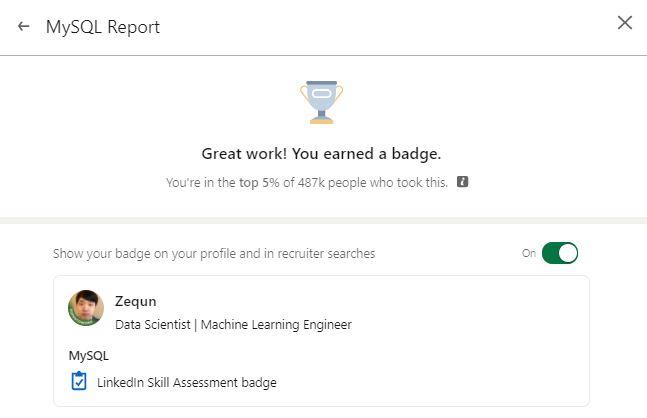 MySQL Report
Great work! You earned a badge.
You're in the top 5% of 487k people who took this.
Show your badge on your profile and in recruiter searches
On
Zequn
Data Scientist | Machine Learning Engineer
MySQL
LinkedIn Skill Assessment badge